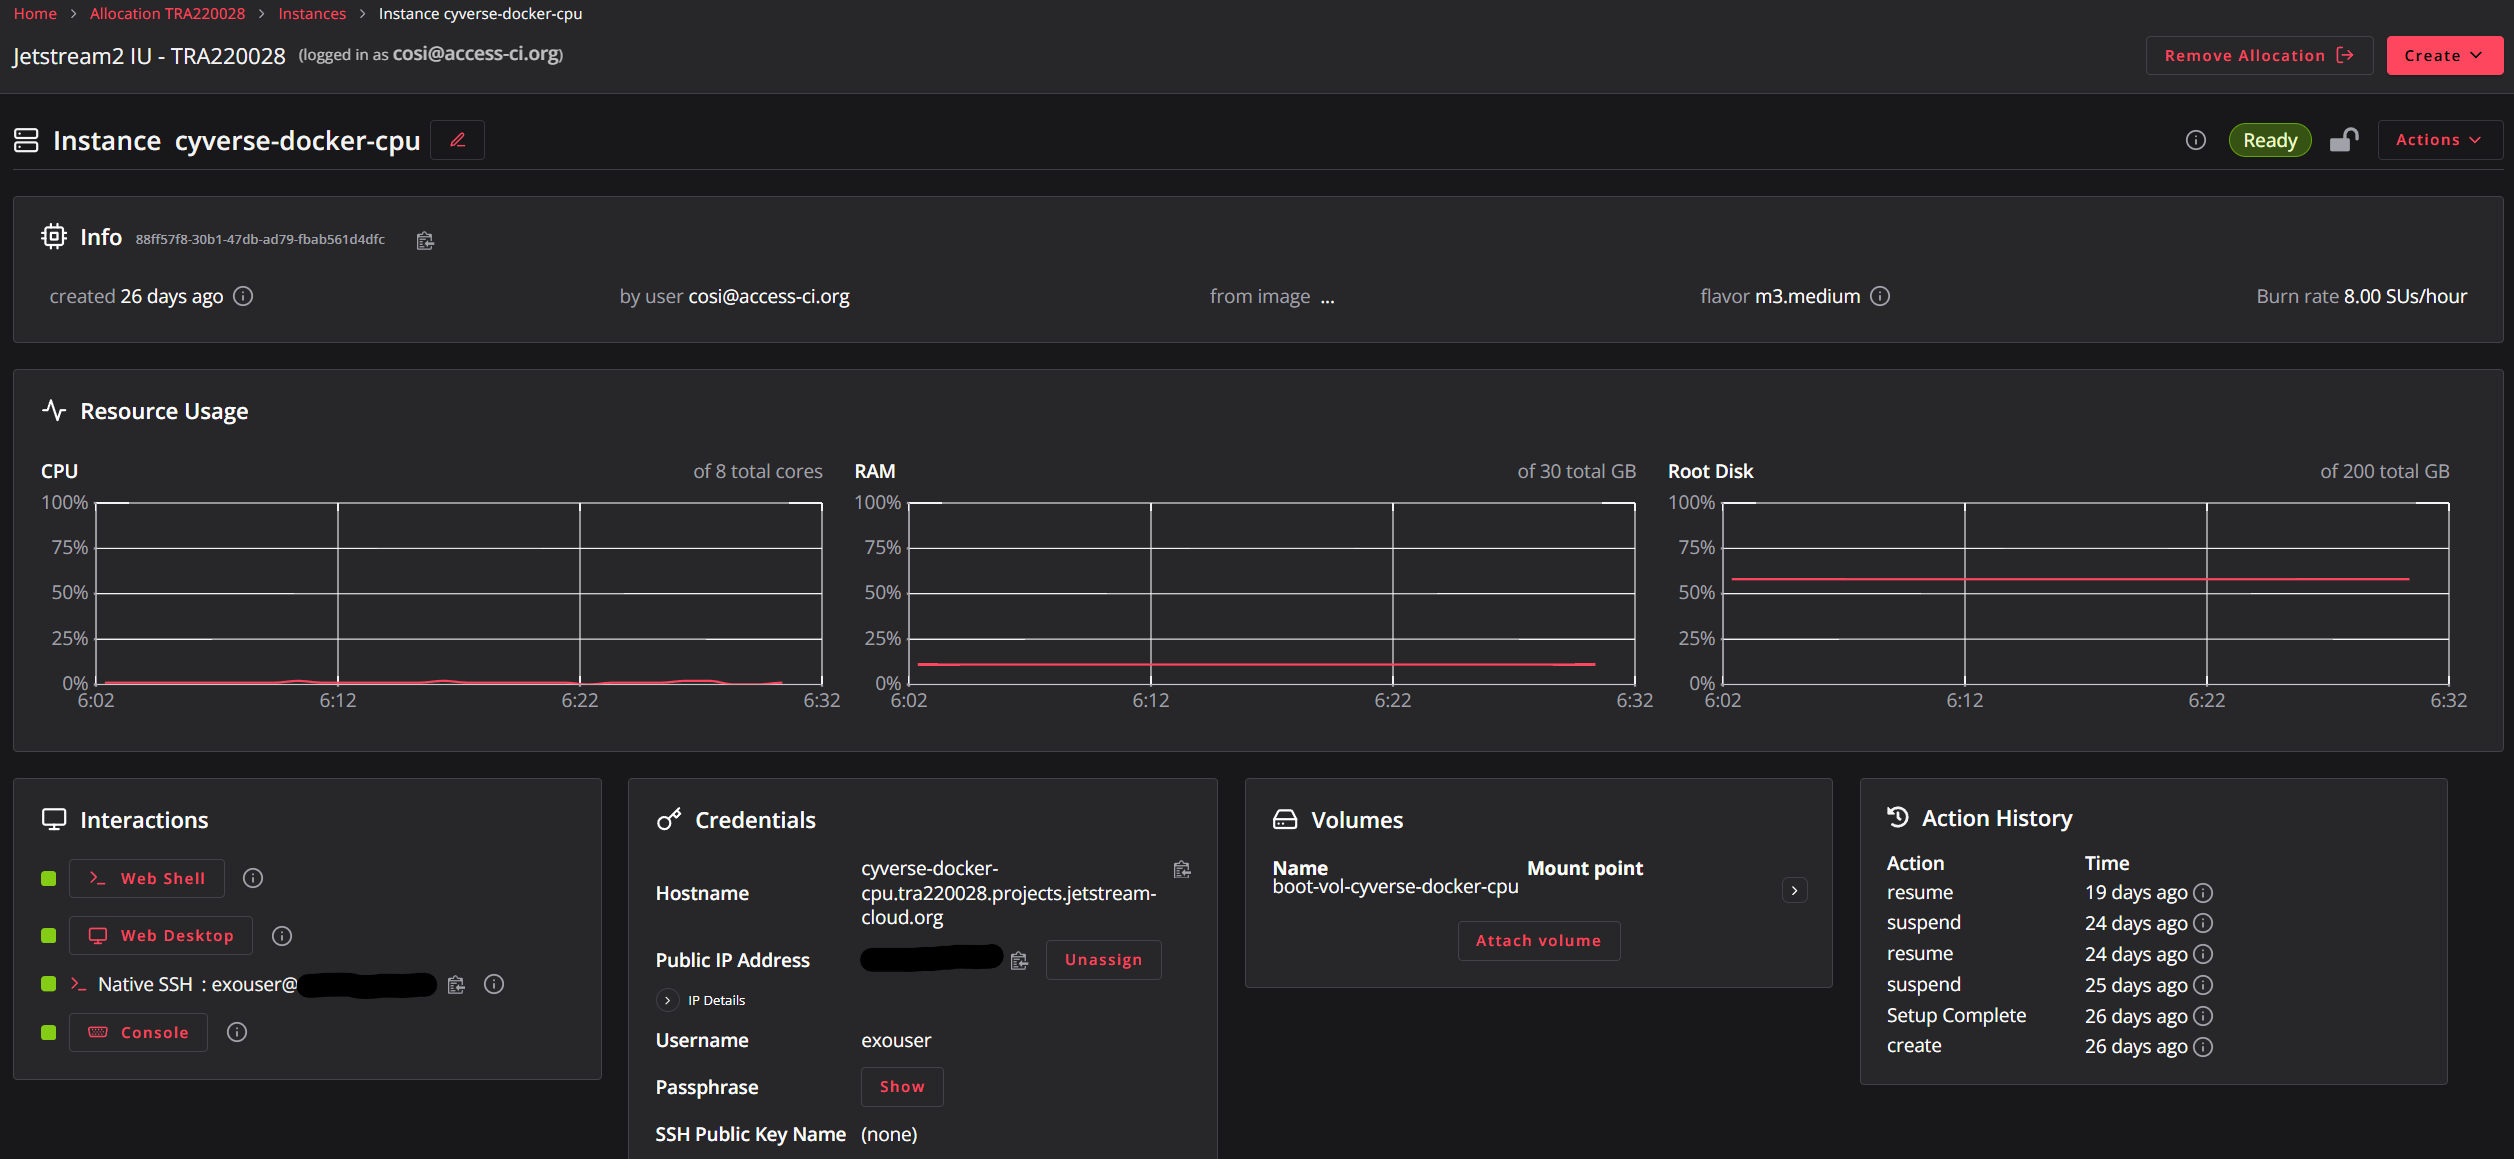 Home > Allocation TRA220028 > Instances > Instance cyverse-docker-cpu
Jetstream2 IU - TRA220028 (logged in as cosi@access-ci.org)
Remove Allocation
Create
Instance cyverse-docker-cpu
Ready
Actions
Info 88ff57f8-30b1-47db-ad79-fbab561d4dfc
created 26 days ago
by user cosi@access-ci.org
from image ...
flavor m3.medium
Burn rate 8.00 SUs/hour
Resource Usage
CPU of 8 total cores
100%
75%
50%
25%
0%
6:02 6:12 6:22 6:32
RAM of 30 total GB
100%
75%
50%
25%
0%
6:02 6:12 6:22 6:32
Root Disk of 200 total GB
100%
75%
50%
25%
0%
6:02 6:12 6:22 6:32
Interactions
Web Shell
Web Desktop
Native SSH : exouser@
Console
Credentials
Hostname
cyverse-docker-
cpu.tra220028.projects.jetstream-
cloud.org
Public IP Address
Unassign
IP Details
Username exouser
Passphrase Show
SSH Public Key Name (none)
Volumes
Name Mount point
boot-vol-cyverse-docker-cpu
Attach volume
Action History
Action Time
resume 19 days ago
suspend 24 days ago
resume 24 days ago
suspend 25 days ago
Setup Complete 26 days ago
create 26 days ago